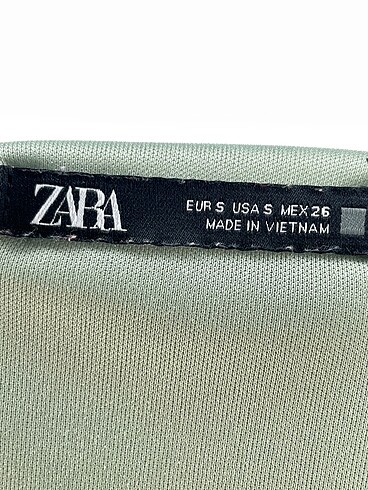 ZARA
EUR S USA S MEX 26
MADE IN VIETNAM